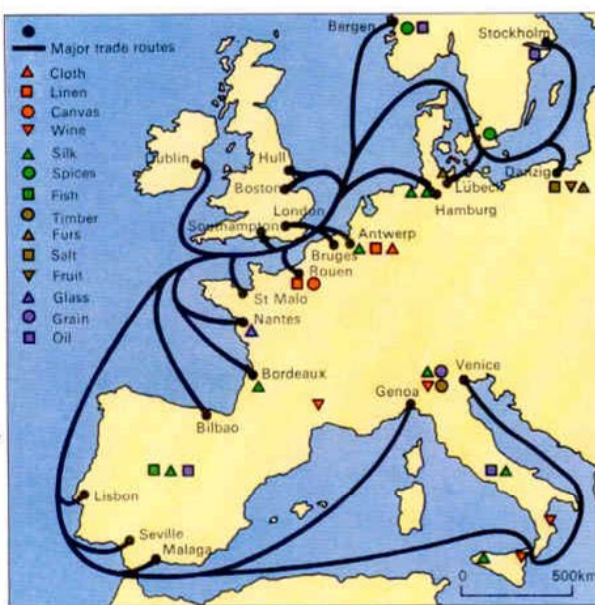 Major trade routes
Cloth
Linen
Canvas
Wine
Silk
Spices
Fish
Timber
Furs
Salt
Fruit
Glass
Grain
Oil
Bergen
Stockholm
Dublin
Hull
Boston
London
Southampton
Lübeck
Hamburg
Danzig
Antwerp
Bruges
Rouen
St Malo
Nantes
Bordeaux
Bilbao
Genoa
Venice
Lisbon
Seville
Malaga
0 500km